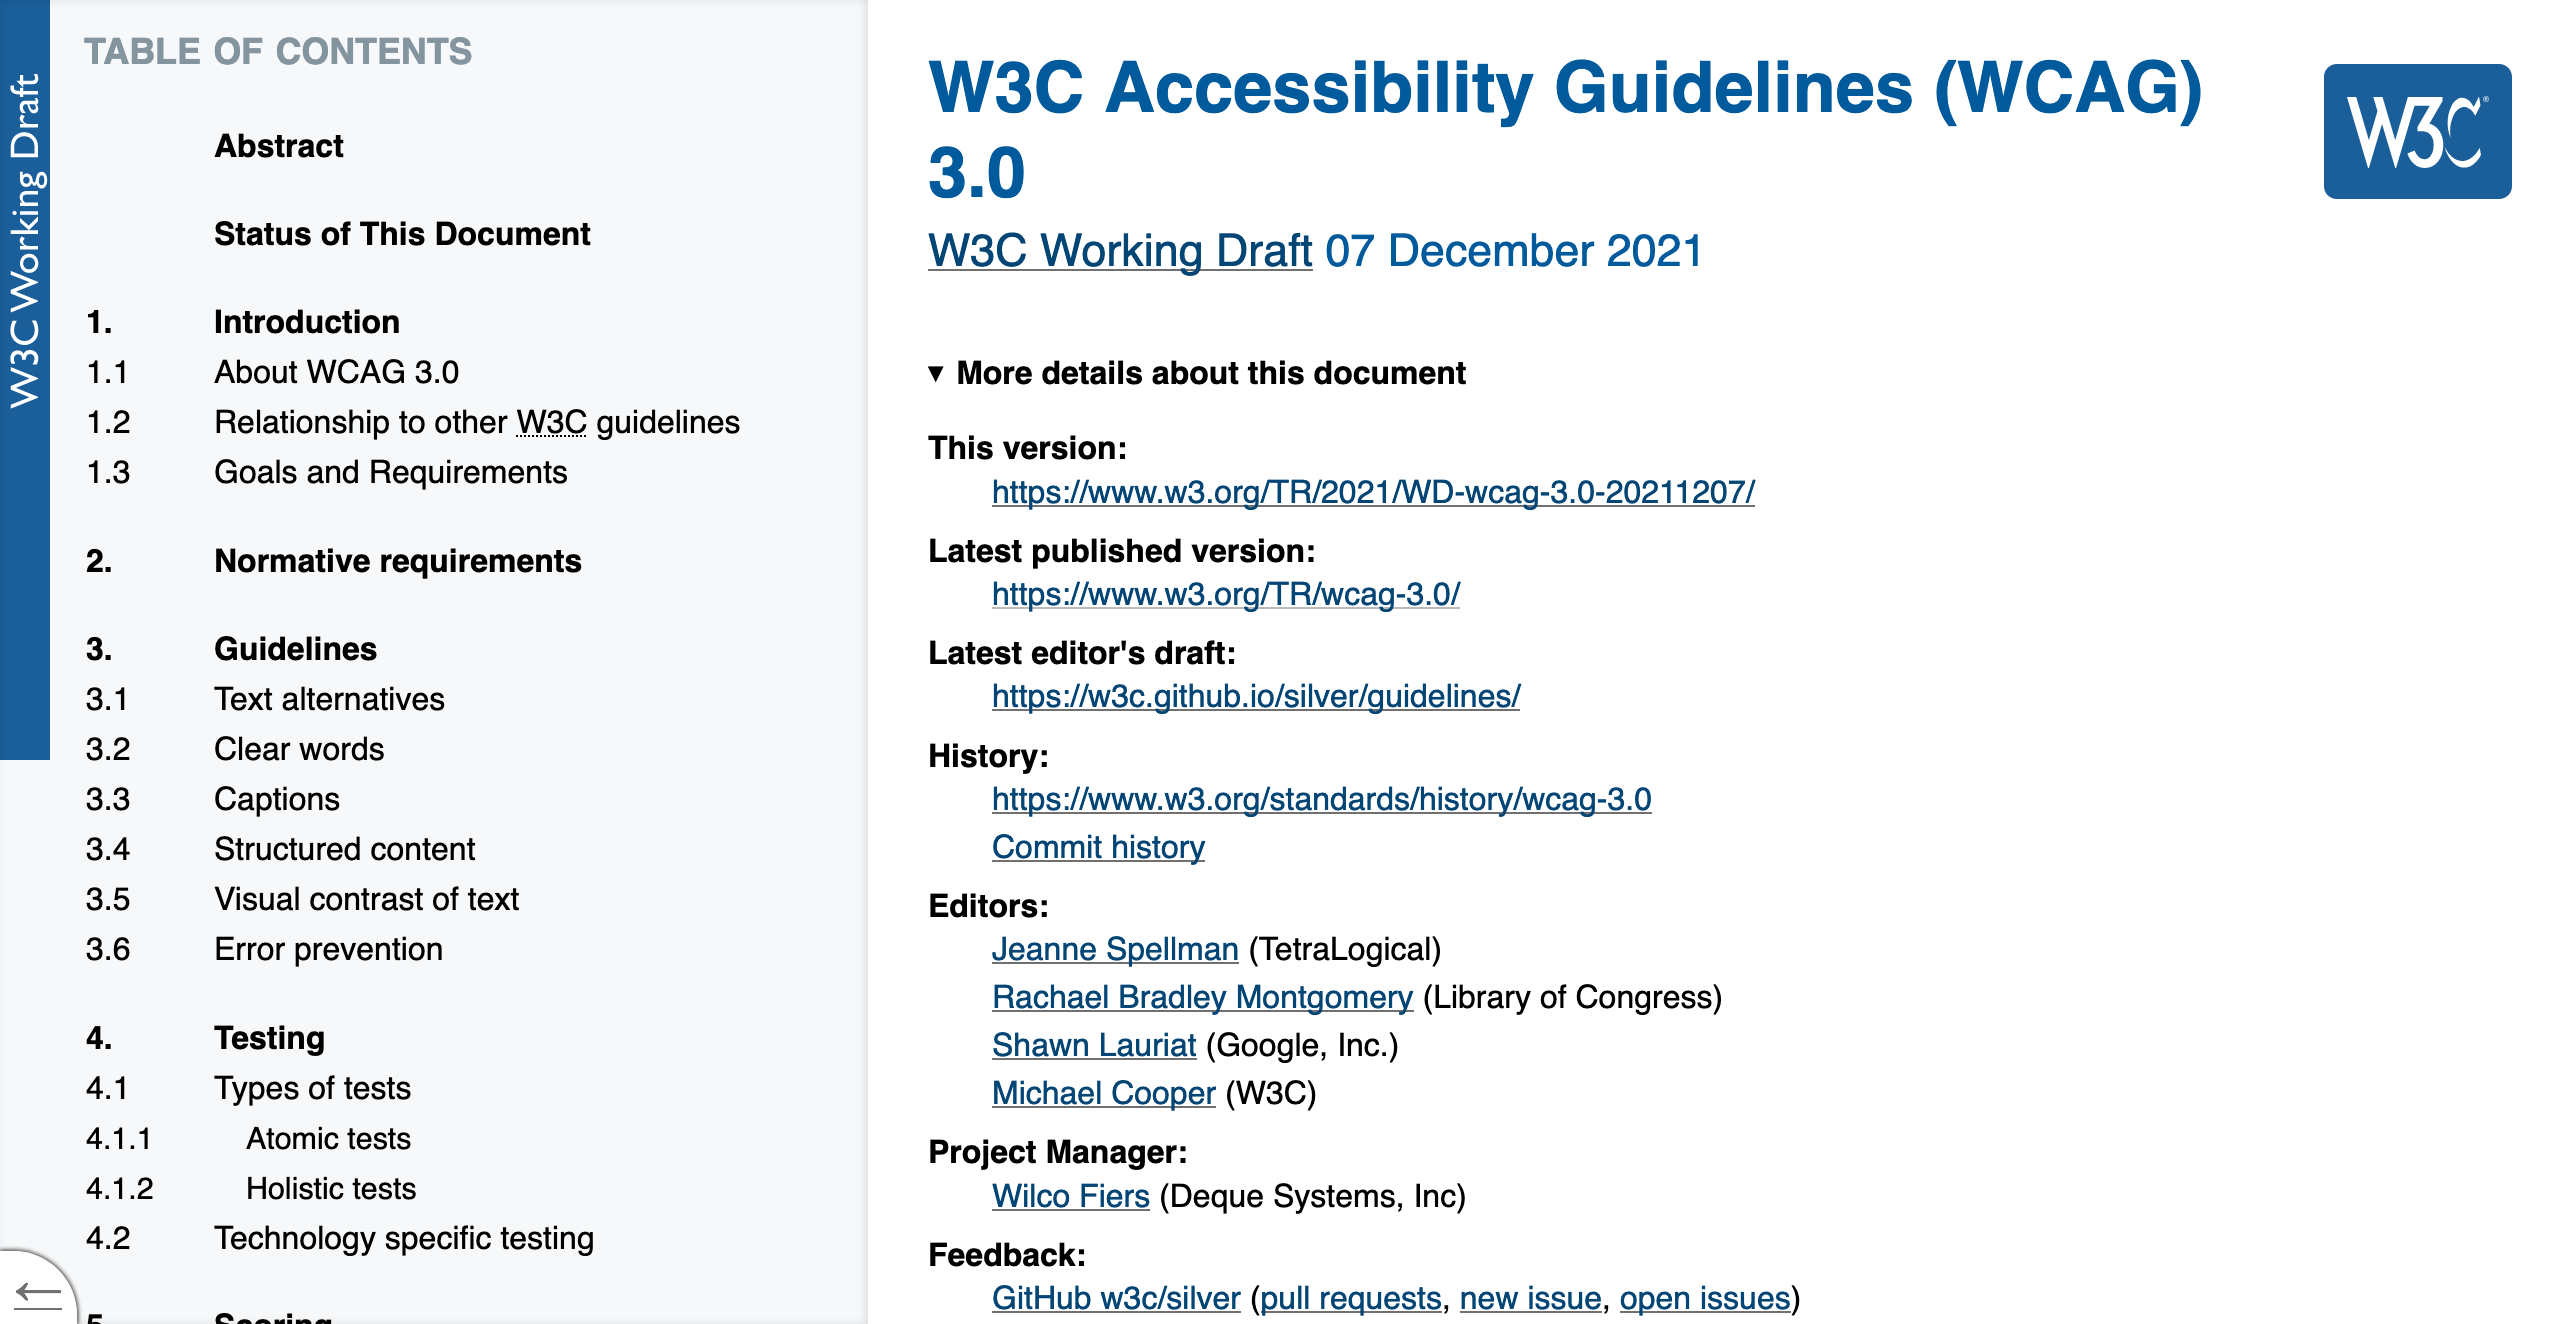 W3C Working Draft
TABLE OF CONTENTS
Abstract
Status of This Document
1. Introduction
1.1 About WCAG 3.0
1.2 Relationship to other W3C guidelines
1.3 Goals and Requirements
2. Normative requirements
3. Guidelines
3.1 Text alternatives
3.2 Clear words
3.3 Captions
3.4 Structured content
3.5 Visual contrast of text
3.6 Error prevention
4. Testing
4.1 Types of tests
4.1.1 Atomic tests
4.1.2 Holistic tests
4.2 Technology specific testing
5. Scoring
W3C Accessibility Guidelines (WCAG)
3.0
W3C Working Draft 07 December 2021
W3C®
▼ More details about this document
This version:
https://www.w3.org/TR/2021/WD-wcag-3.0-20211207/
Latest published version:
https://www.w3.org/TR/wcag-3.0/
Latest editor's draft:
https://w3c.github.io/silver/guidelines/
History:
https://www.w3.org/standards/history/wcag-3.0
Commit history
Editors:
Jeanne Spellman (TetraLogical)
Rachael Bradley Montgomery (Library of Congress)
Shawn Lauriat (Google, Inc.)
Michael Cooper (W3C)
Project Manager:
Wilco Fiers (Deque Systems, Inc)
Feedback:
GitHub w3c/silver (pull requests, new issue, open issues)